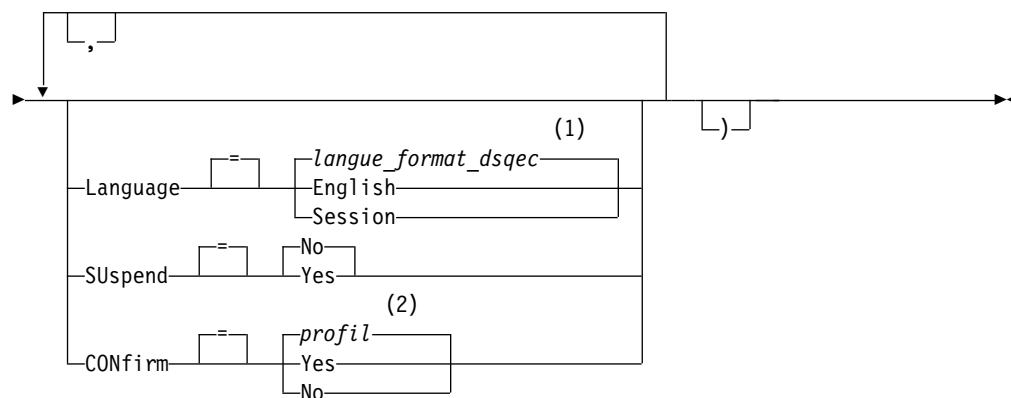 ,
(1)
=
langue_format_dsqec
)
Language
English
Session
=
No
SUspend
Yes
(2)
=
profil
CONfirm
Yes
No